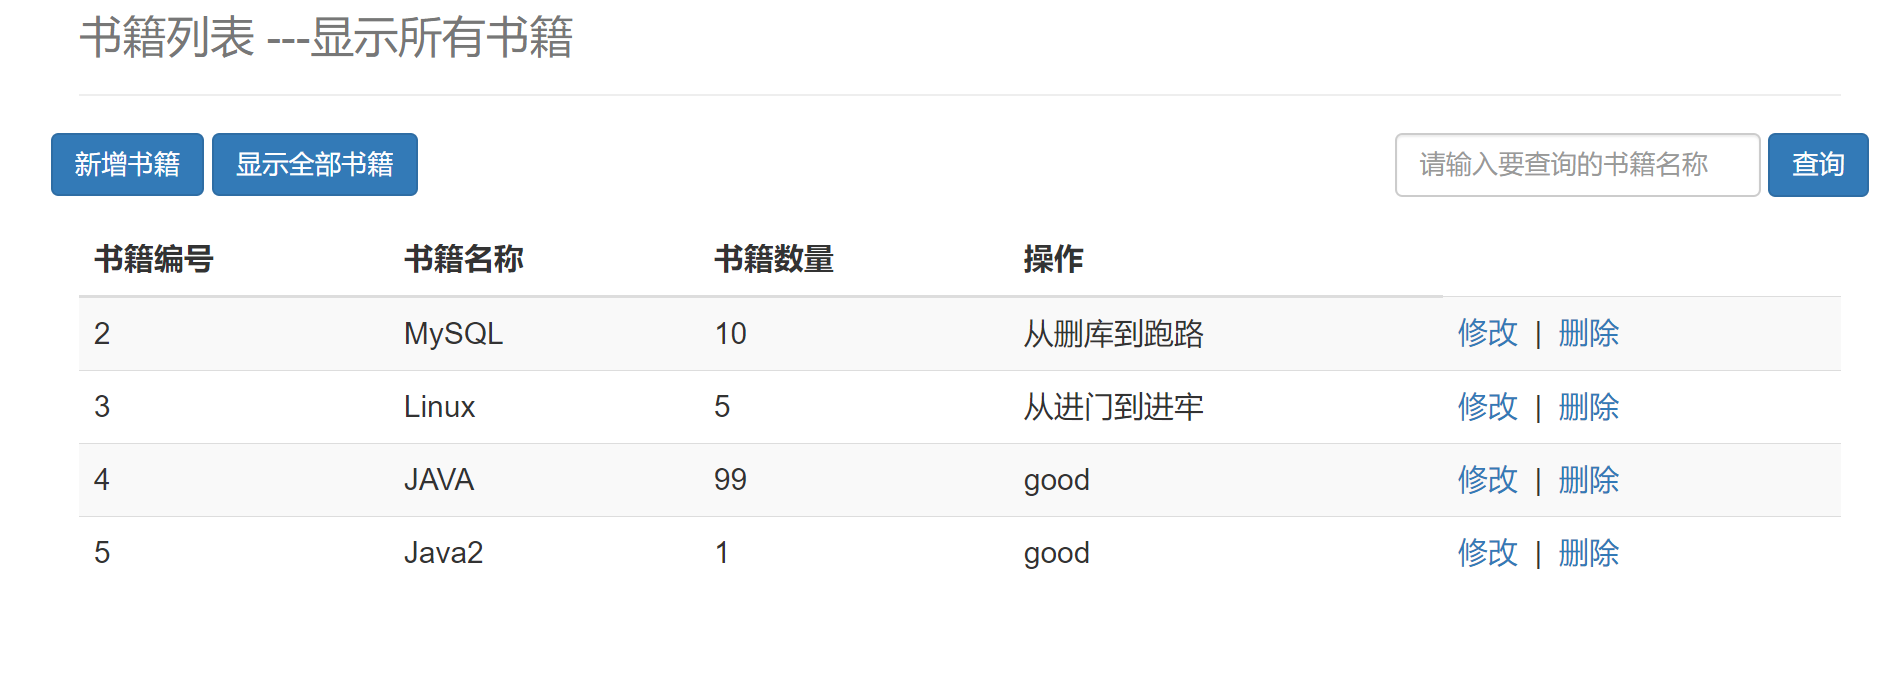 书籍列表 ---显示所有书籍
新增书籍 显示全部书籍 请输入要查询的书籍名称 查询
书籍编号 书籍名称 书籍数量 操作
2 MySQL 10 从删库到跑路 修改 | 删除
3 Linux 5 从进门到进牢 修改 | 删除
4 JAVA 99 good 修改 | 删除
5 Java2 1 good 修改 | 删除